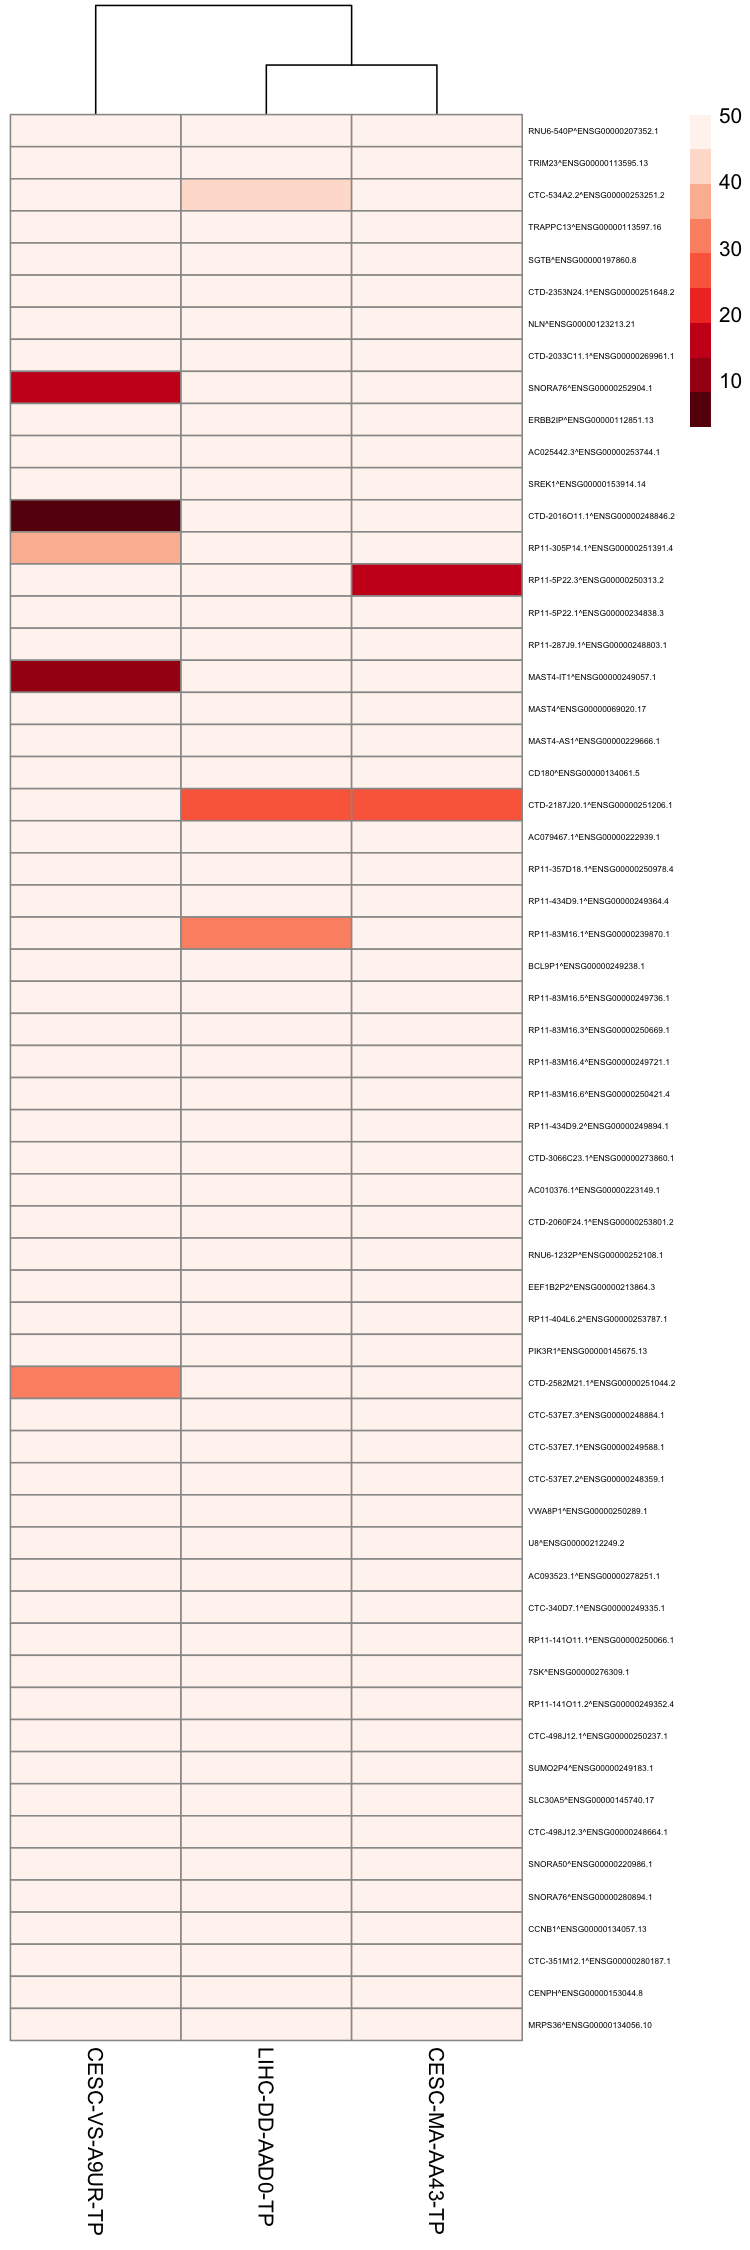 RNU6-540P^ENSG00000207352.1
TRIM23^ENSG00000113595.13
CTC-534A2.2^ENSG00000253251.2
TRAPPC13^ENSG00000113597.16
SGTB^ENSG00000197860.8
CTD-2353N24.1^ENSG00000251648.2
NLN^ENSG00000123213.21
CTD-2033C11.1^ENSG00000269961.1
SNORA76^ENSG00000252904.1
ERBB2IP^ENSG00000112851.13
AC025442.3^ENSG00000253744.1
SREK1^ENSG00000153914.14
CTD-2016O11.1^ENSG00000248846.2
RP11-305P14.1^ENSG00000251391.4
RP11-5P22.3^ENSG00000250313.2
RP11-5P22.1^ENSG00000234838.3
RP11-287J9.1^ENSG00000248803.1
MAST4-IT1^ENSG00000249057.1
MAST4^ENSG00000069020.17
MAST4-AS1^ENSG00000229666.1
CD180^ENSG00000134061.5
CTD-2187J20.1^ENSG00000251206.1
AC079467.1^ENSG00000222939.1
RP11-357D18.1^ENSG00000250978.4
RP11-434D9.1^ENSG00000249364.4
RP11-83M16.1^ENSG00000239870.1
BCL9P1^ENSG00000249238.1
RP11-83M16.5^ENSG00000249736.1
RP11-83M16.3^ENSG00000250669.1
RP11-83M16.4^ENSG00000249721.1
RP11-83M16.6^ENSG00000250421.4
RP11-434D9.2^ENSG00000249894.1
CTD-3066C23.1^ENSG00000273860.1
AC010376.1^ENSG00000223149.1
CTD-2060F24.1^ENSG00000253801.2
RNU6-1232P^ENSG00000252108.1
EEF1B2P2^ENSG00000213864.3
RP11-404L6.2^ENSG00000253787.1
PIK3R1^ENSG00000145675.13
CTD-2582M21.1^ENSG00000251044.2
CTC-537E7.3^ENSG00000248884.1
CTC-537E7.1^ENSG00000249588.1
CTC-537E7.2^ENSG00000248359.1
VWA8P1^ENSG00000250289.1
U8^ENSG00000212249.2
AC093523.1^ENSG00000278251.1
CTC-340D7.1^ENSG00000249335.1
RP11-141O11.1^ENSG00000250066.1
7SK^ENSG00000276309.1
RP11-141O11.2^ENSG00000249352.4
CTC-498J12.1^ENSG00000250237.1
SUMO2P4^ENSG00000249183.1
SLC30A5^ENSG00000145740.17
CTC-498J12.3^ENSG00000248664.1
SNORA50^ENSG00000220986.1
SNORA76^ENSG00000280894.1
CCNB1^ENSG00000134057.13
CTC-351M12.1^ENSG00000280187.1
CENPH^ENSG00000153044.8
MRPS36^ENSG00000134056.10
50
40
30
20
10
CESC-VS-A9UR-TP
LIHC-DD-AAD0-TP
CESC-MA-AA43-TP